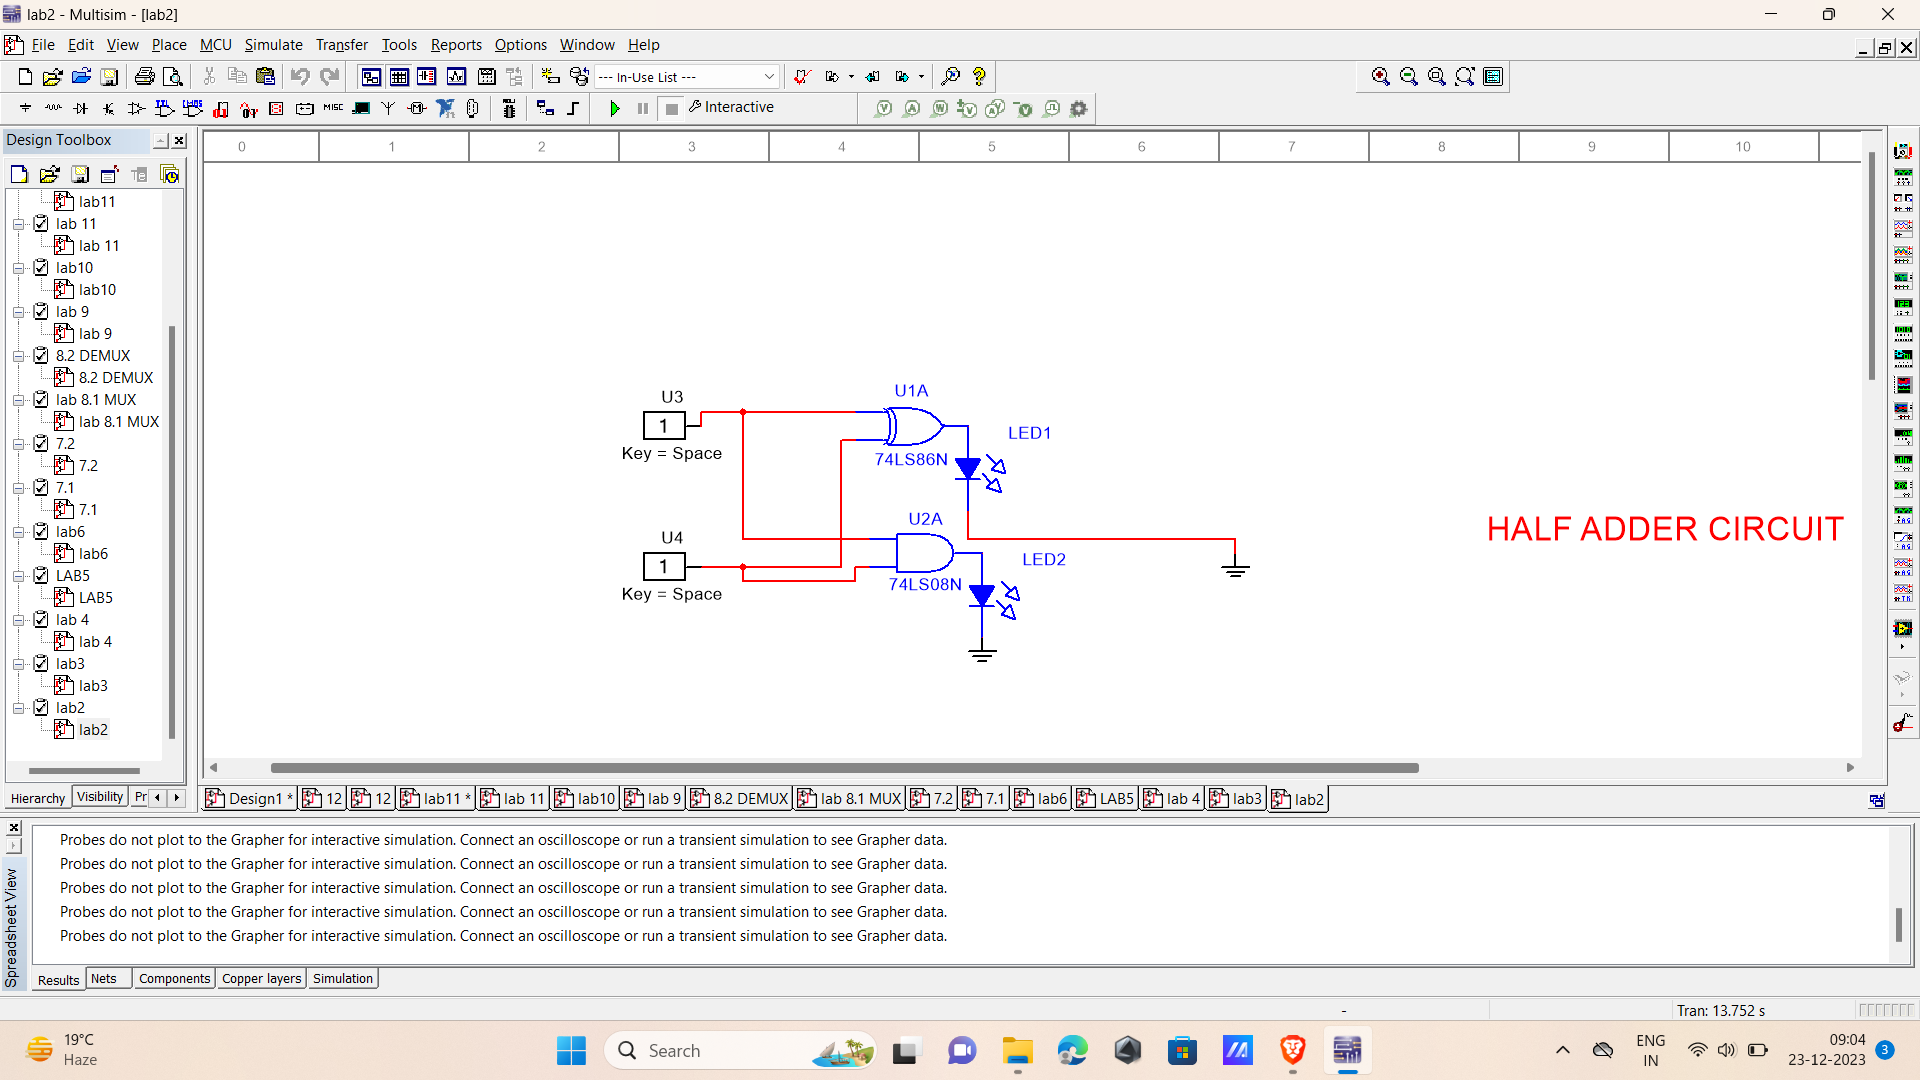 lab2 - Multisim - [lab2]
File Edit View Place MCU Simulate Transfer Tools Reports Options Window Help
--- In-Use List ---
MISC
Interactive
Design Toolbox
0 1 2 3 4 5 6 7 8 9 10
lab11
lab 11
lab 11
lab10
lab10
lab 9
lab 9
8.2 DEMUX
8.2 DEMUX
lab 8.1 MUX
lab 8.1 MUX
7.2
7.2
7.1
7.1
lab6
lab6
LAB5
LAB5
lab 4
lab 4
lab3
lab3
lab2
lab2
Hierarchy Visibility Pr
U3
1
Key = Space
U4
1
Key = Space
U1A
74LS86N
LED1
U2A
74LS08N
LED2
HALF ADDER CIRCUIT
Design1 * 12 12 lab11 * lab 11 lab10 lab 9 8.2 DEMUX lab 8.1 MUX 7.2 7.1 lab6 LAB5 lab 4 lab3 lab2
Spreadsheet View
Probes do not plot to the Grapher for interactive simulation. Connect an oscilloscope or run a transient simulation to see Grapher data.
Probes do not plot to the Grapher for interactive simulation. Connect an oscilloscope or run a transient simulation to see Grapher data.
Probes do not plot to the Grapher for interactive simulation. Connect an oscilloscope or run a transient simulation to see Grapher data.
Probes do not plot to the Grapher for interactive simulation. Connect an oscilloscope or run a transient simulation to see Grapher data.
Probes do not plot to the Grapher for interactive simulation. Connect an oscilloscope or run a transient simulation to see Grapher data.
Results Nets Components Copper layers Simulation
- Tran: 13.752 s
19°C
Haze
Search
ENG
IN
09:04
23-12-2023
3